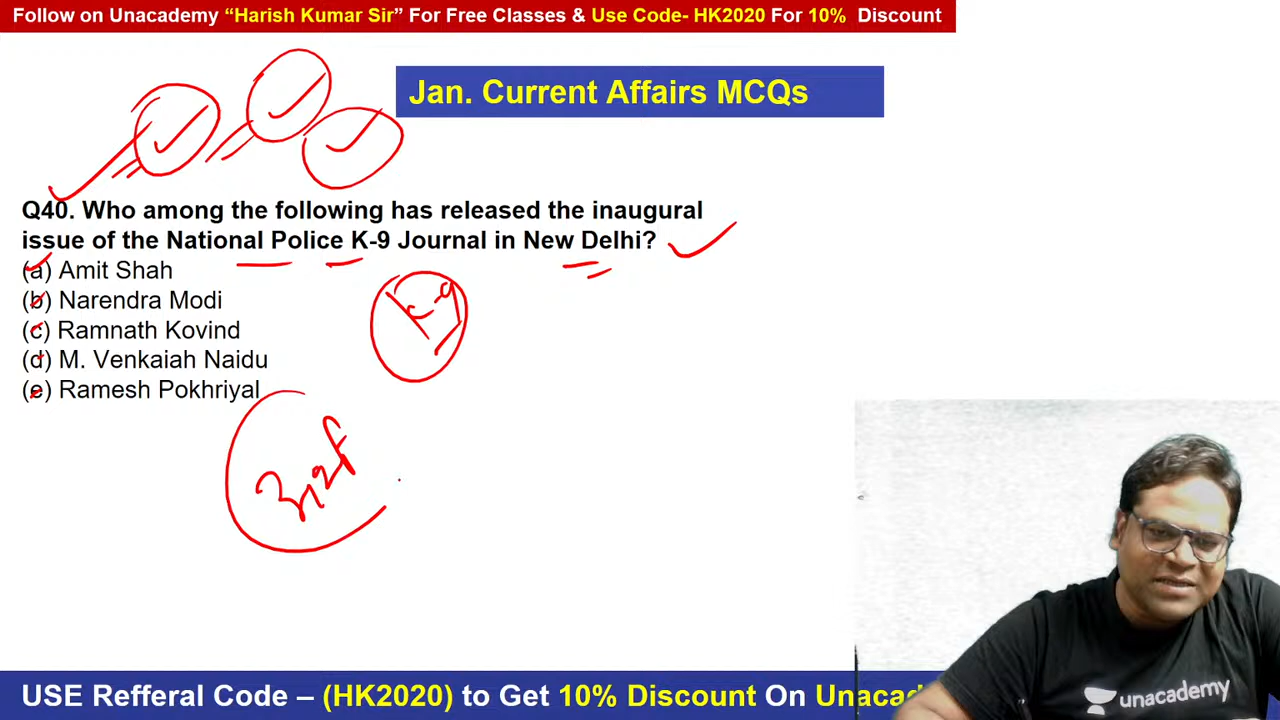 Follow on Unacademy “Harish Kumar Sir” For Free Classes & Use Code- HK2020 For 10% Discount
Jan. Current Affairs MCQs
Q40. Who among the following has released the inaugural
issue of the National Police K-9 Journal in New Delhi?
(a) Amit Shah
(b) Narendra Modi
(c) Ramnath Kovind
(d) M. Venkaiah Naidu
(e) Ramesh Pokhriyal
K-9
unacademy
USE Refferal Code – (HK2020) to Get 10% Discount On